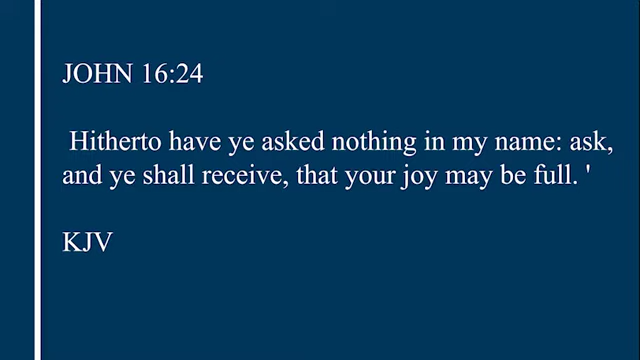 JOHN 16:24
Hitherto have ye asked nothing in my name: ask,
and ye shall receive, that your joy may be full. '
KJV